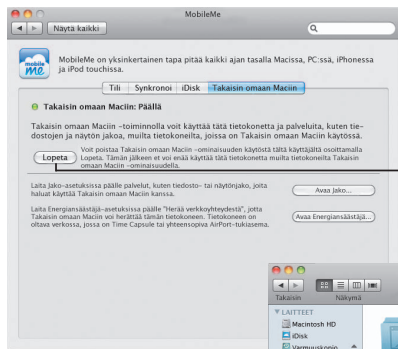 MobileMe
Näytä kaikki
mobile
me
MobileMe on yksinkertainen tapa pitää kaikki ajan tasalla Macissa, PC:ssä, iPhonessa
ja iPod touchissa.
Tili Synkronoi iDisk Takaisin omaan Maciin
Takaisin omaan Maciin: Päällä
Takaisin omaan Maciin -toiminnolla voit käyttää tätä tietokonetta ja palveluita, kuten tie-
dostojen ja näytön jakoa, muilta tietokoneilta, joissa on Takaisin omaan Maciin käytössä.
Lopeta
Voit poistaa Takaisin omaan Maciin -ominaisuuden käytöstä tältä käyttäjältä osoittamalla
Lopeta. Tämän jälkeen et voi enää käyttää tätä tietokonetta muilta tietokoneilta Takaisin
omaan Maciin -ominaisuudella.
Laita Jako-asetuksissa päälle palvelut, kuten tiedosto- tai näytönjako, joita
haluat käyttää Takaisin omaan Maciin kanssa.
Avaa Jako...
Laita Energiansäästäjä-asetuksissa päälle "Herää verkkoyhteydestä", jotta
Takaisin omaan Maciin voi herättää tämän tietokoneen. Tietokoneen on
oltava verkossa, jossa on Time Capsule tai yhteensopiva AirPort-tukiasema.
Avaa Energiansäästäjä...
Takaisin Näkymä
LAITTEET
Macintosh HD
iDisk
Varmuuskopio